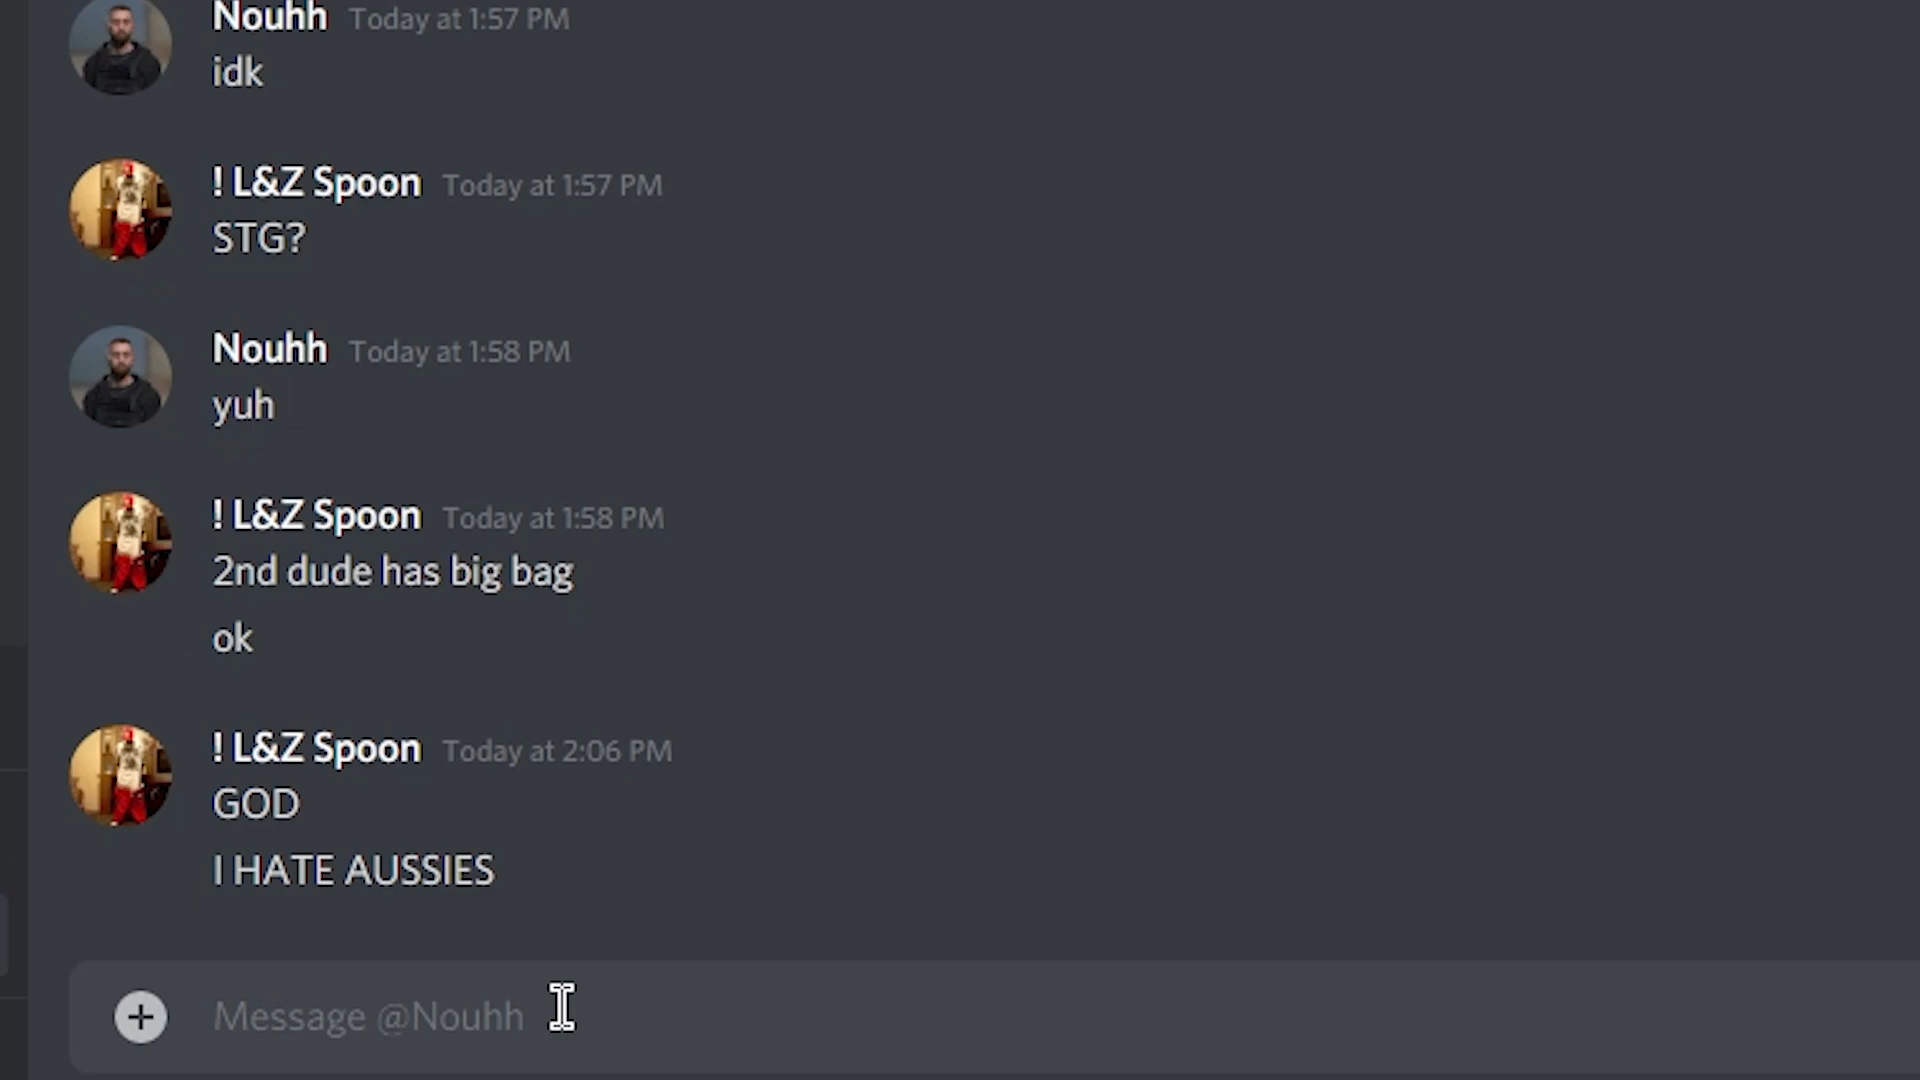 Nouhh Today at 1:57 PM
idk
! L&Z Spoon Today at 1:57 PM
STG?
Nouhh Today at 1:58 PM
yuh
! L&Z Spoon Today at 1:58 PM
2nd dude has big bag
ok
! L&Z Spoon Today at 2:06 PM
GOD
I HATE AUSSIES
Message @Nouhh